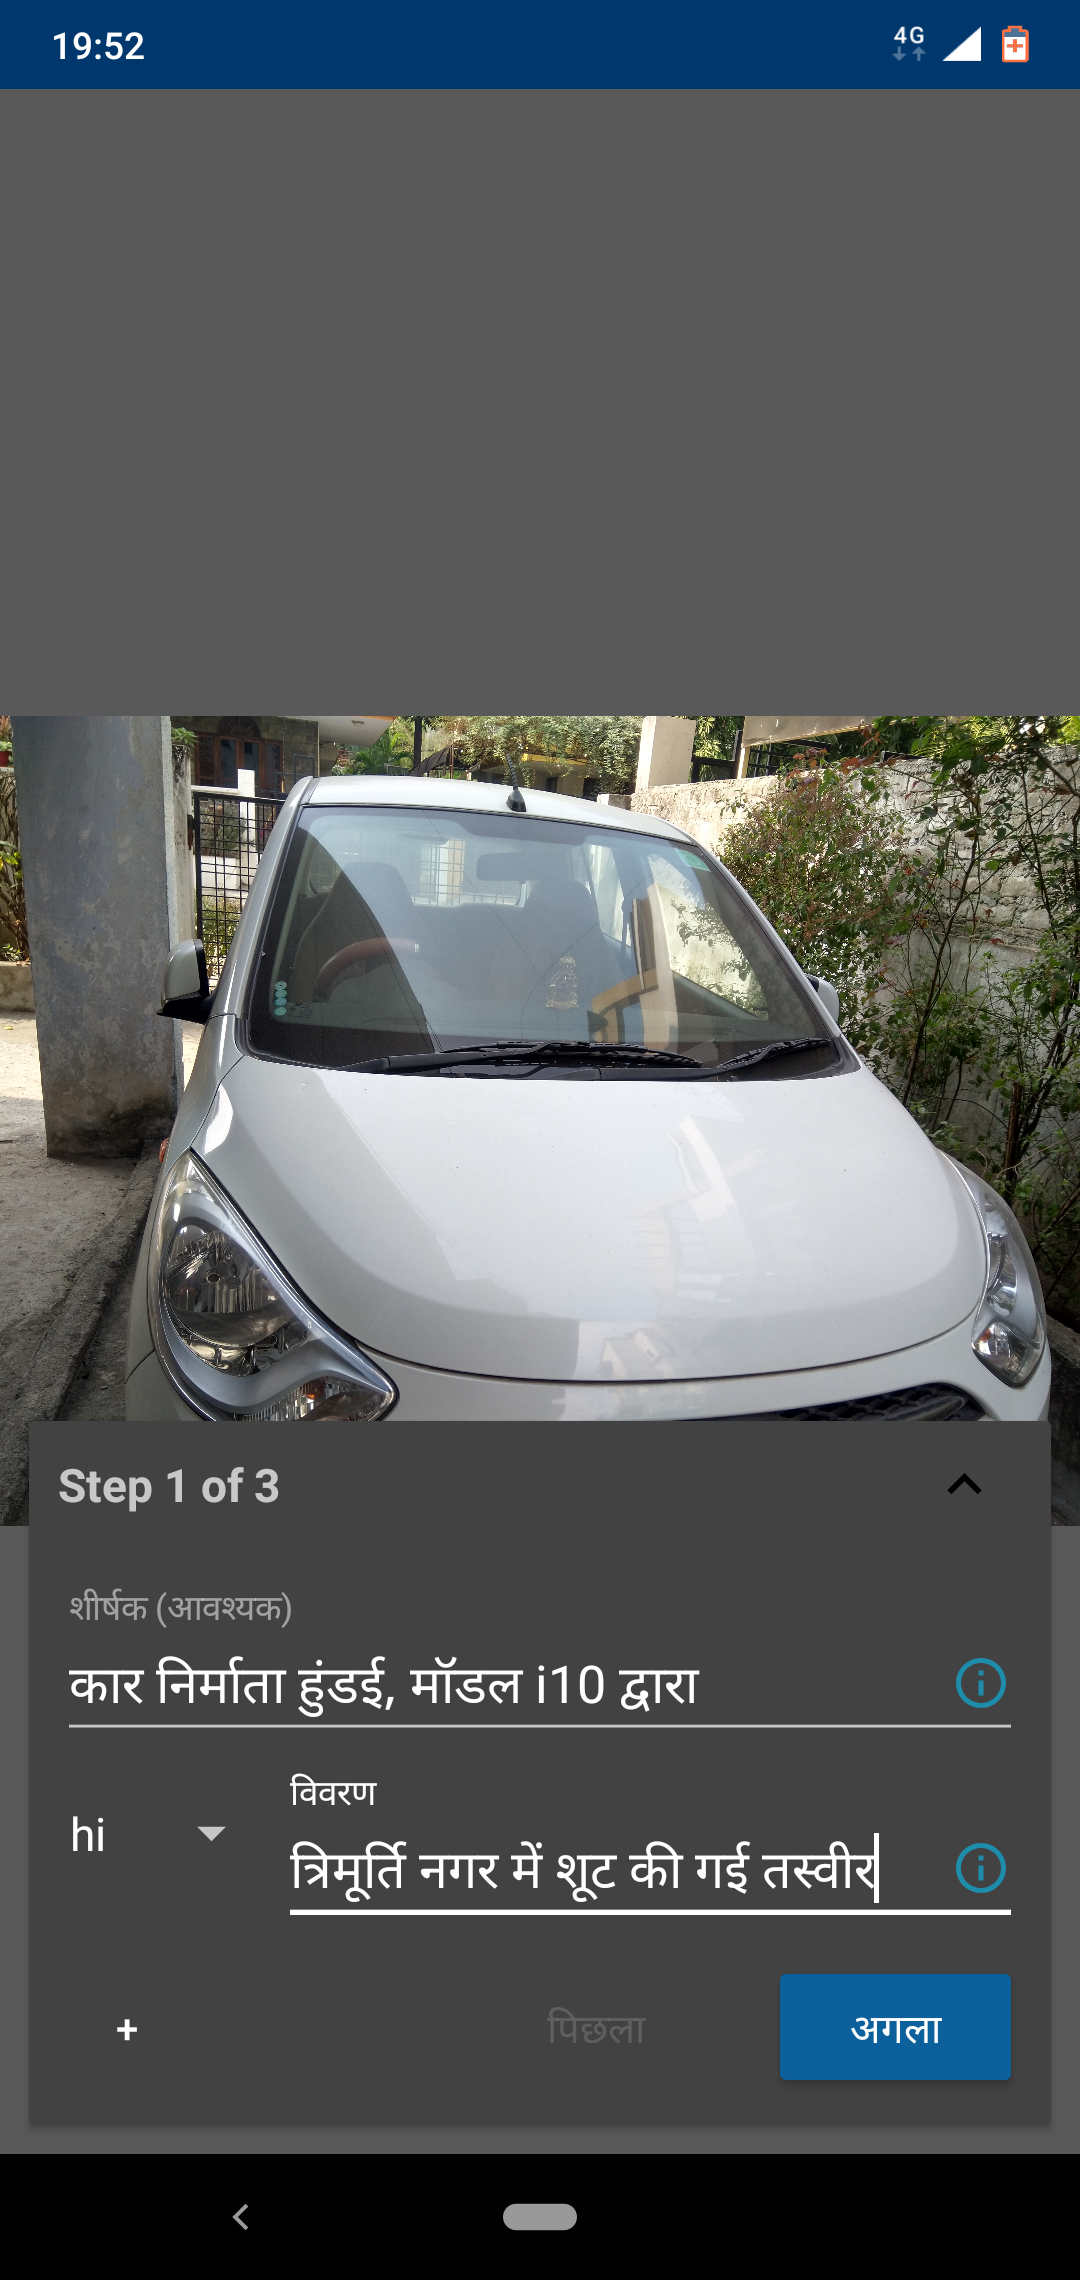 19:52
4G
Step 1 of 3
शीर्षक (आवश्यक)
कार निर्माता हुंडई, मॉडल i10 द्वारा
hi
विवरण
त्रिमूर्ति नगर में शूट की गई तस्वीर
+
पिछला
अगला